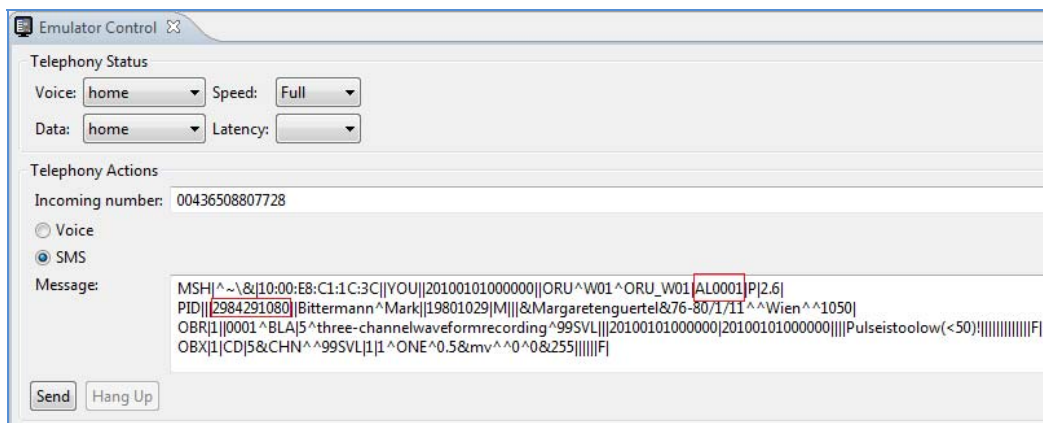 Emulator Control
Telephony Status
Voice: home Speed: Full
Data: home Latency:
Telephony Actions
Incoming number: 00436508807728
Voice
SMS
Message: MSH|^~\&|10:00:E8:C1:1C:3C||YOU||20100101000000||ORU^W01^ORU_W01|AL0001|P|2.6|
PID|||2984291080||Bittermann^Mark||19801029|M|||&Margaretenguertel&76-80/1/11^^Wien^^1050|
OBR|1||0001^BLA|5^three-channelwaveformrecording^99SVL|||20100101000000|20100101000000||||Pulseistoolow(<50)!||||||||||||F|
OBX|1|CD|5&CHN^^99SVL|1|1^ONE^0.5&mv^^0^0&255||||||F|
Send Hang Up